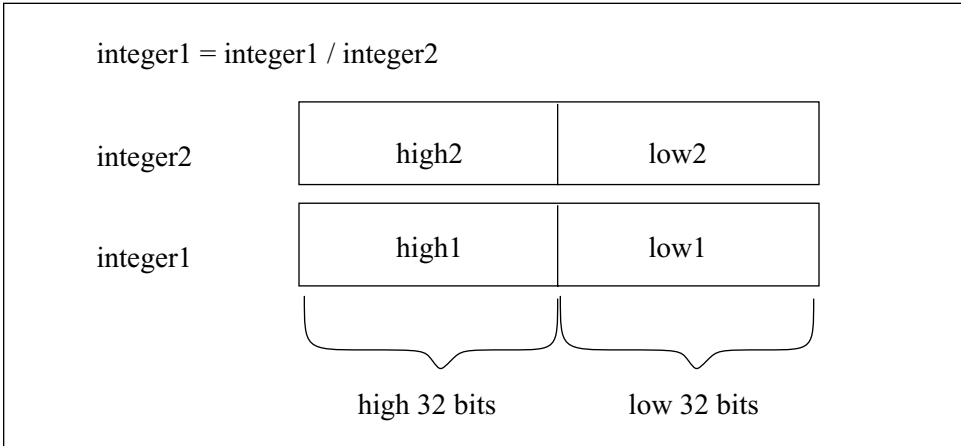 integer1 = integer1 / integer2
integer2 high2 low2
integer1 high1 low1
high 32 bits low 32 bits